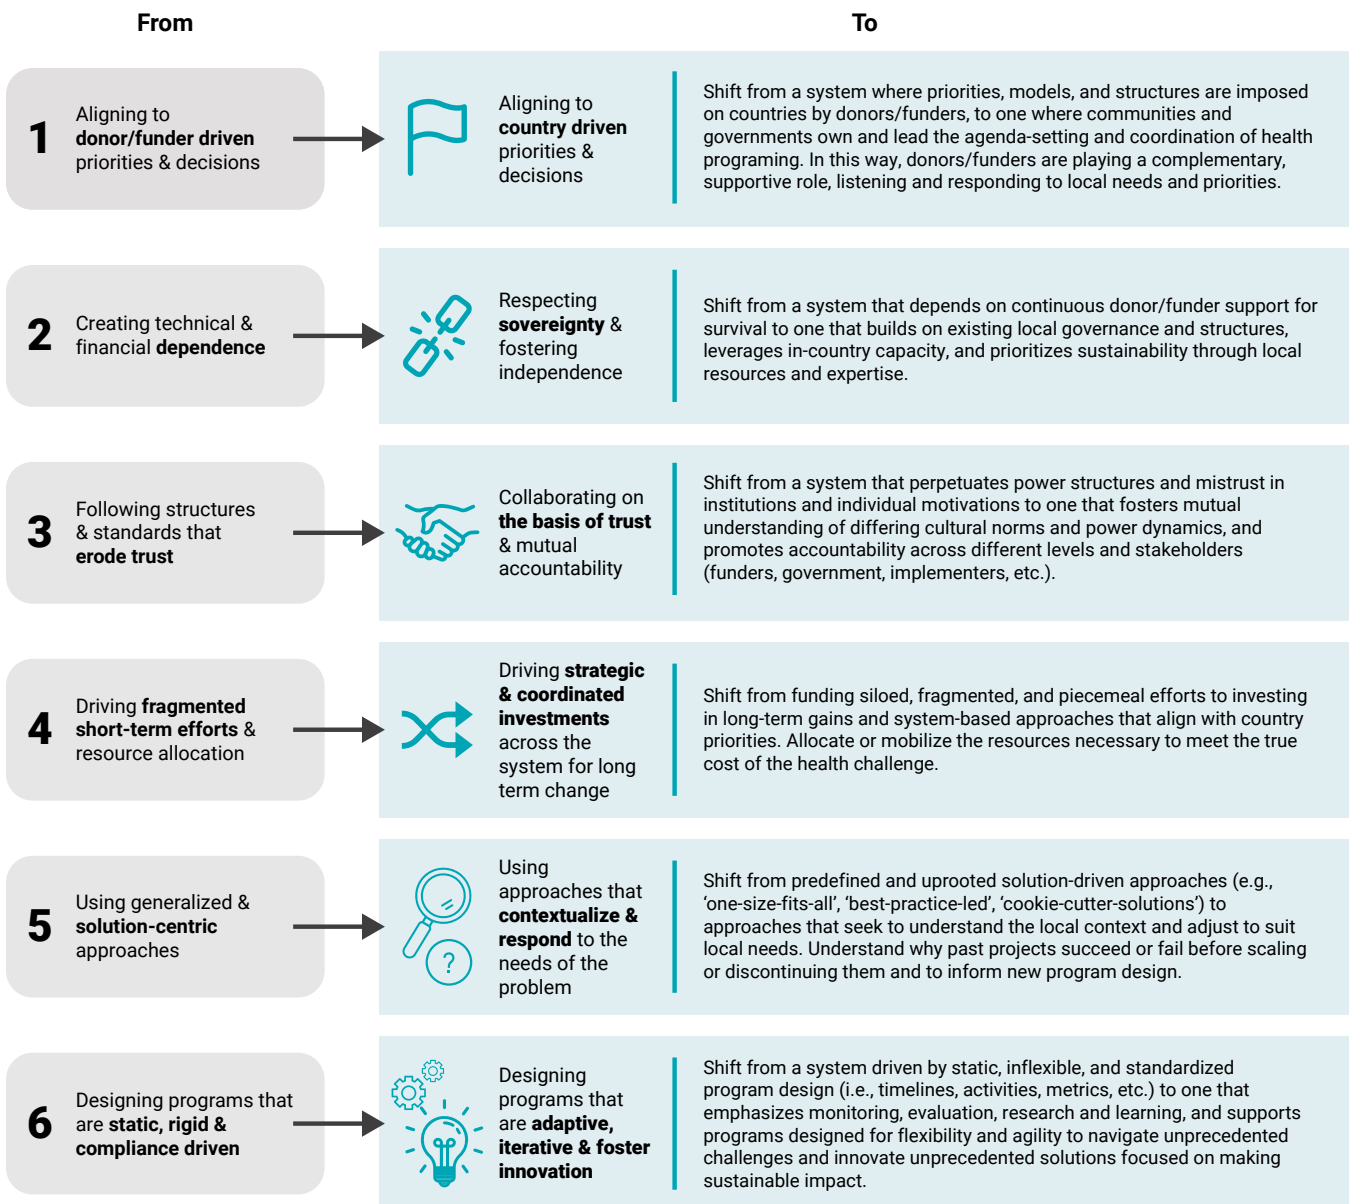 From
To
1
Aligning to
donor/funder driven
priorities & decisions
Aligning to
country driven
priorities &
decisions
Shift from a system where priorities, models, and structures are imposed
on countries by donors/funders, to one where communities and
governments own and lead the agenda-setting and coordination of health
programing. In this way, donors/funders are playing a complementary,
supportive role, listening and responding to local needs and priorities.
2
Creating technical &
financial dependence
Respecting
sovereignty &
fostering
independence
Shift from a system that depends on continuous donor/funder support for
survival to one that builds on existing local governance and structures,
leverages in-country capacity, and prioritizes sustainability through local
resources and expertise.
3
Following structures
& standards that
erode trust
Collaborating on
the basis of trust
& mutual
accountability
Shift from a system that perpetuates power structures and mistrust in
institutions and individual motivations to one that fosters mutual
understanding of differing cultural norms and power dynamics, and
promotes accountability across different levels and stakeholders
(funders, government, implementers, etc.).
4
Driving fragmented
short-term efforts &
resource allocation
Driving strategic
& coordinated
investments
across the
system for long
term change
Shift from funding siloed, fragmented, and piecemeal efforts to investing
in long-term gains and system-based approaches that align with country
priorities. Allocate or mobilize the resources necessary to meet the true
cost of the health challenge.
5
Using generalized &
solution-centric
approaches
?
Using
approaches that
contextualize &
respond to the
needs of the
problem
Shift from predefined and uprooted solution-driven approaches (e.g.,
‘one-size-fits-all’, ‘best-practice-led’, ‘cookie-cutter-solutions’) to
approaches that seek to understand the local context and adjust to suit
local needs. Understand why past projects succeed or fail before scaling
or discontinuing them and to inform new program design.
6
Designing programs that
are static, rigid &
compliance driven
Designing
programs that
are adaptive,
iterative & foster
innovation
Shift from a system driven by static, inflexible, and standardized
program design (i.e., timelines, activities, metrics, etc.) to one that
emphasizes monitoring, evaluation, research and learning, and supports
programs designed for flexibility and agility to navigate unprecedented
challenges and innovate unprecedented solutions focused on making
sustainable impact.